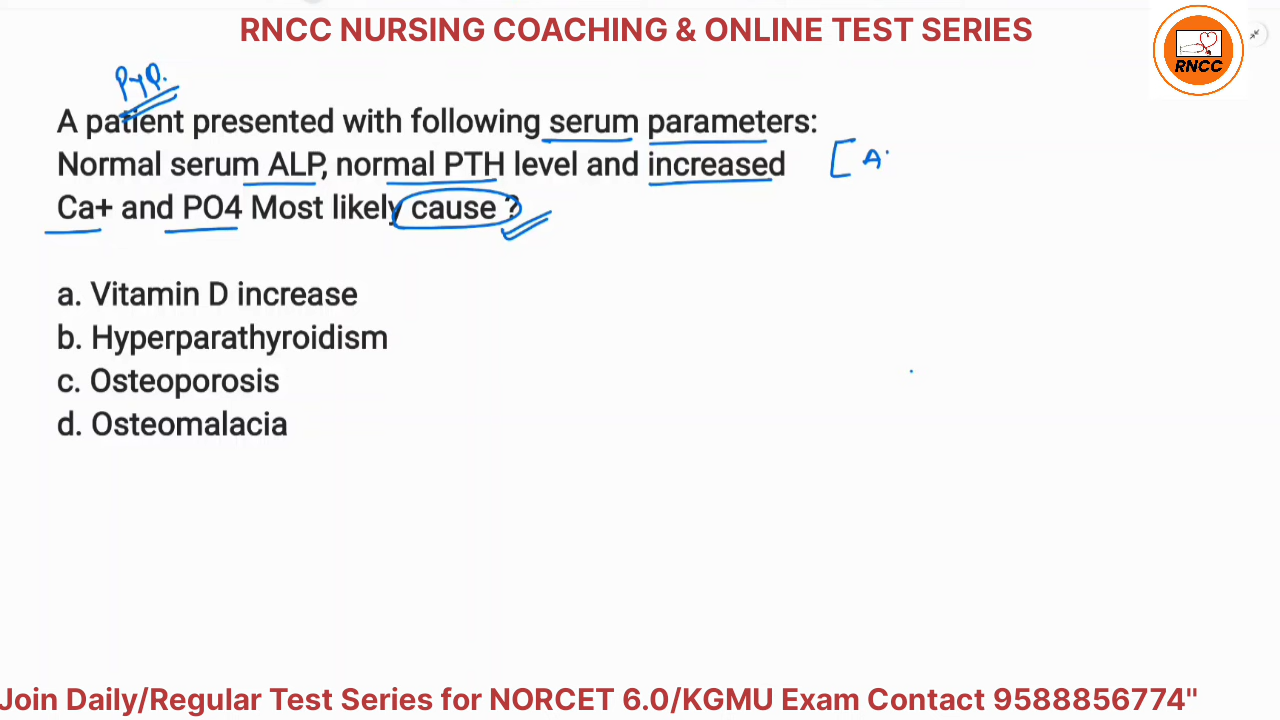 RNCC NURSING COACHING & ONLINE TEST SERIES
RNCC
PYQ.
A patient presented with following serum parameters:
Normal serum ALP, normal PTH level and increased [ A
Ca+ and PO4 Most likely cause ?
a. Vitamin D increase
b. Hyperparathyroidism
c. Osteoporosis
d. Osteomalacia
Join Daily/Regular Test Series for NORCET 6.0/KGMU Exam Contact 9588856774"